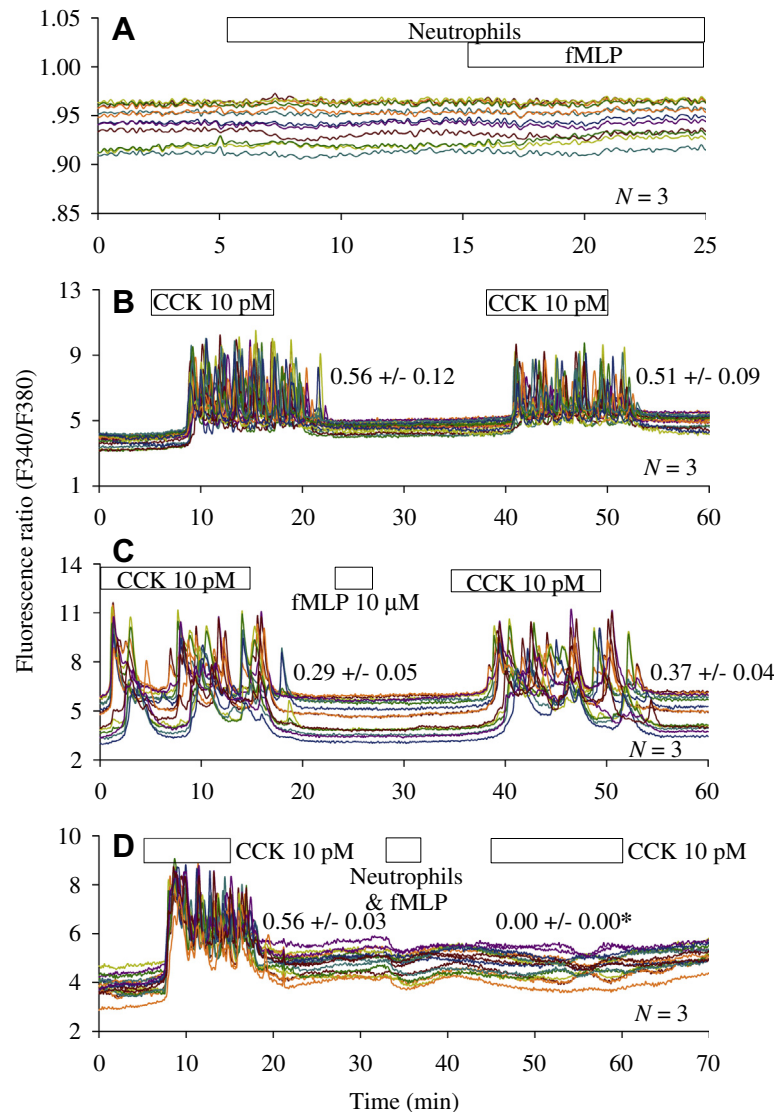 A
1.05
1.00
.95
.90
.85
Neutrophils
fMLP
N = 3
0 5 10 15 20 25
B
13
9
5
1
CCK 10 pM CCK 10 pM
0.56 +/- 0.12 0.51 +/- 0.09
N = 3
0 10 20 30 40 50 60
Fluorescence ratio (F340/F380)
C
14
11
8
5
2
CCK 10 pM fMLP 10 µM CCK 10 pM
0.29 +/- 0.05 0.37 +/- 0.04
N = 3
0 10 20 30 40 50 60
D
10
8
6
4
2
CCK 10 pM CCK 10 pM
Neutrophils
& fMLP
0.56 +/- 0.03 0.00 +/- 0.00*
N = 3
0 10 20 30 40 50 60 70
Time (min)